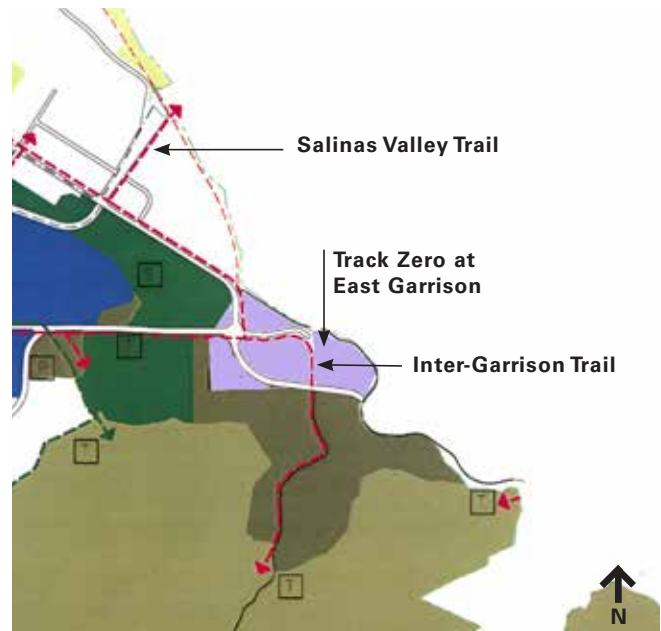 Salinas Valley Trail
Track Zero at
East Garrison
Inter-Garrison Trail
T
T
T
N